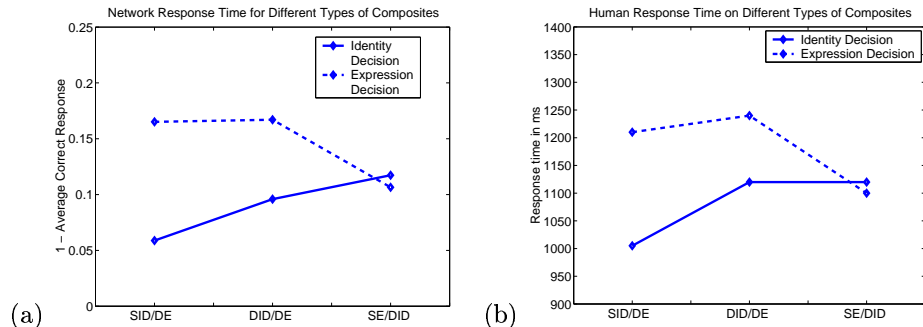 Network Response Time for Different Types of Composites
0.25
0.2
0.15
0.1
0.05
0
1 − Average Correct Response
Identity
Decision
Expression
Decision
SID/DE
DID/DE
SE/DID
(a)
Human Response Time on Different Types of Composites
1400
1350
1300
1250
1200
1150
1100
1050
1000
950
900
Response time in ms
Identity Decision
Expression Decision
SID/DE
DID/DE
SE/DID
(b)